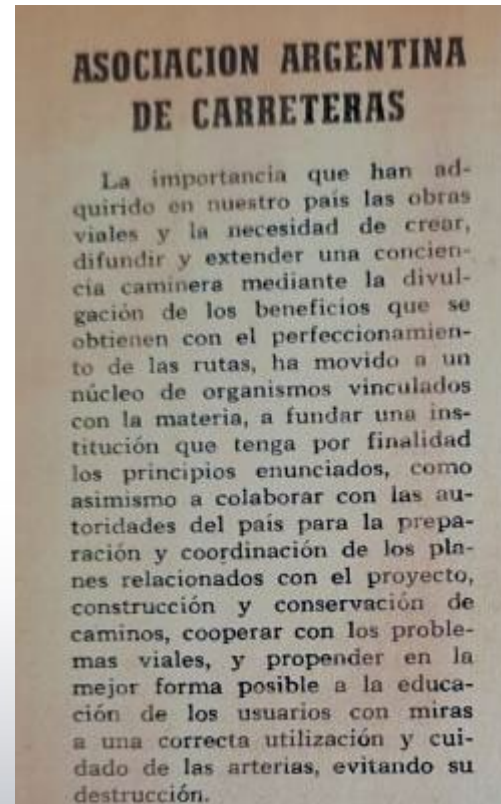 ASOCIACION ARGENTINA
DE CARRETERAS
La importancia que han ad-
quirido en nuestro país las obras
viales y la necesidad de crear,
difundir y extender una concien-
cia caminera mediante la divul-
gación de los beneficios que se
obtienen con el perfeccionamien-
to de las rutas, ha movido a un
núcleo de organismos vinculados
con la materia, a fundar una ins-
titución que tenga por finalidad
los principios enunciados, como
asimismo a colaborar con las au-
toridades del país para la prepa-
ración y coordinación de los pla-
nes relacionados con el proyecto,
construcción y conservación de
caminos, cooperar con los proble-
mas viales, y propender en la
mejor forma posible a la educa-
ción de los usuarios con miras
a una correcta utilización y cui-
dado de las arterias, evitando su
destrucción.